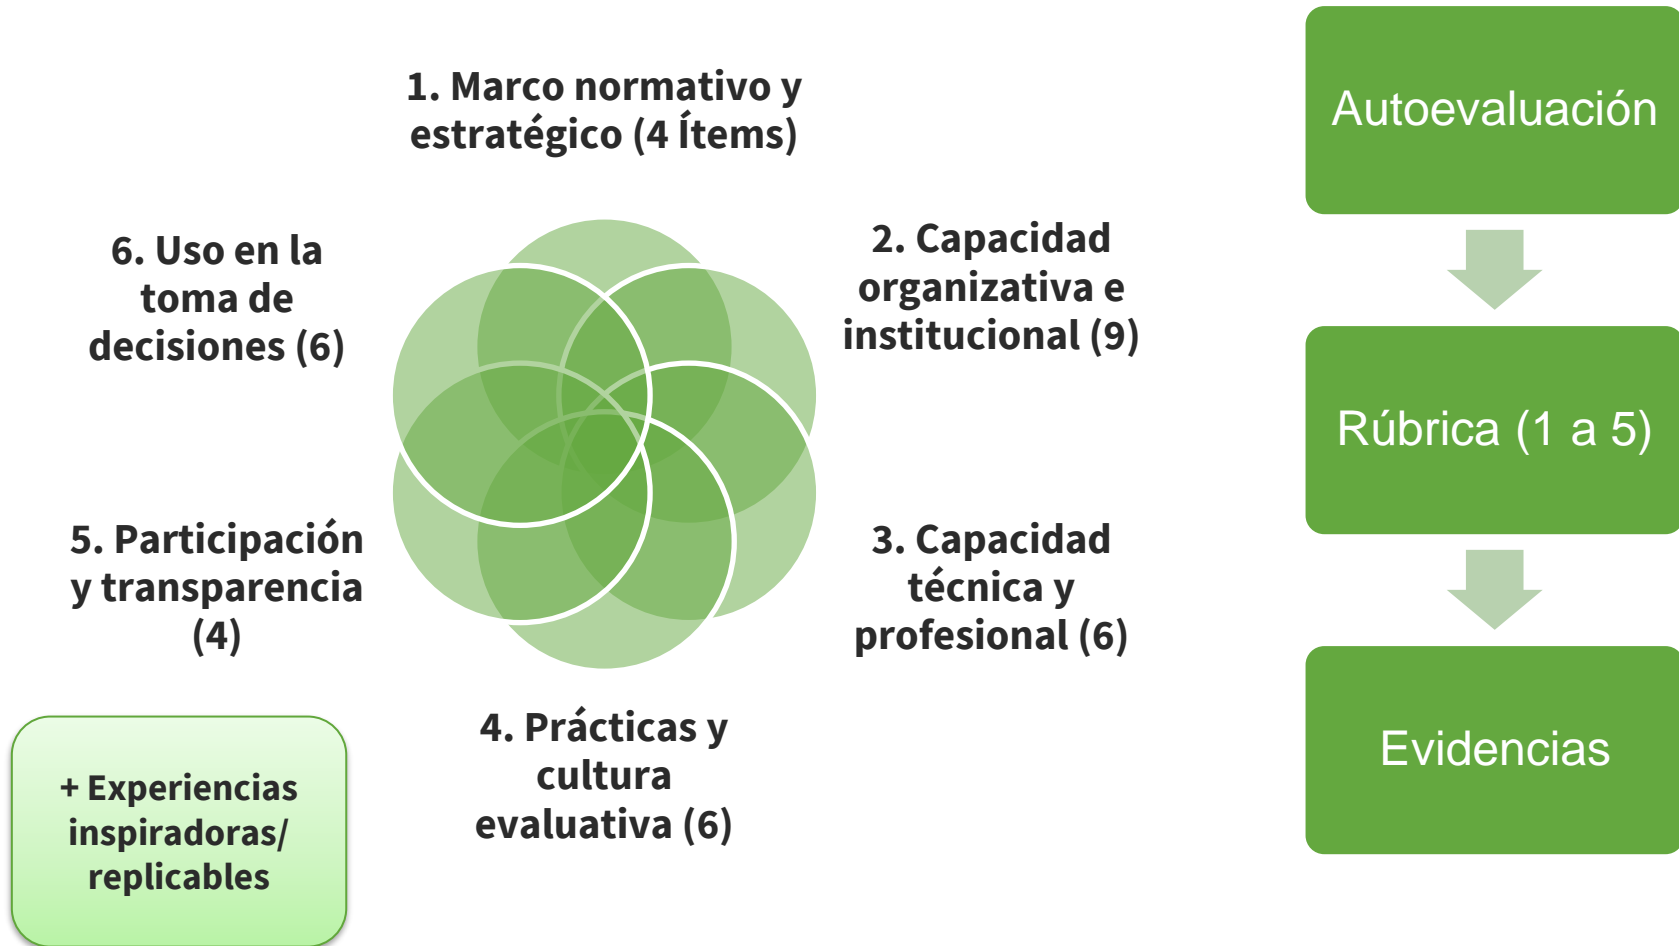 1. Marco normativo y
estratégico (4 Ítems)
2. Capacidad
organizativa e
institucional (9)
3. Capacidad
técnica y
profesional (6)
4. Prácticas y
cultura
evaluativa (6)
5. Participación
y transparencia
(4)
6. Uso en la
toma de
decisiones (6)
+ Experiencias
inspiradoras/
replicables
Autoevaluación
Rúbrica (1 a 5)
Evidencias